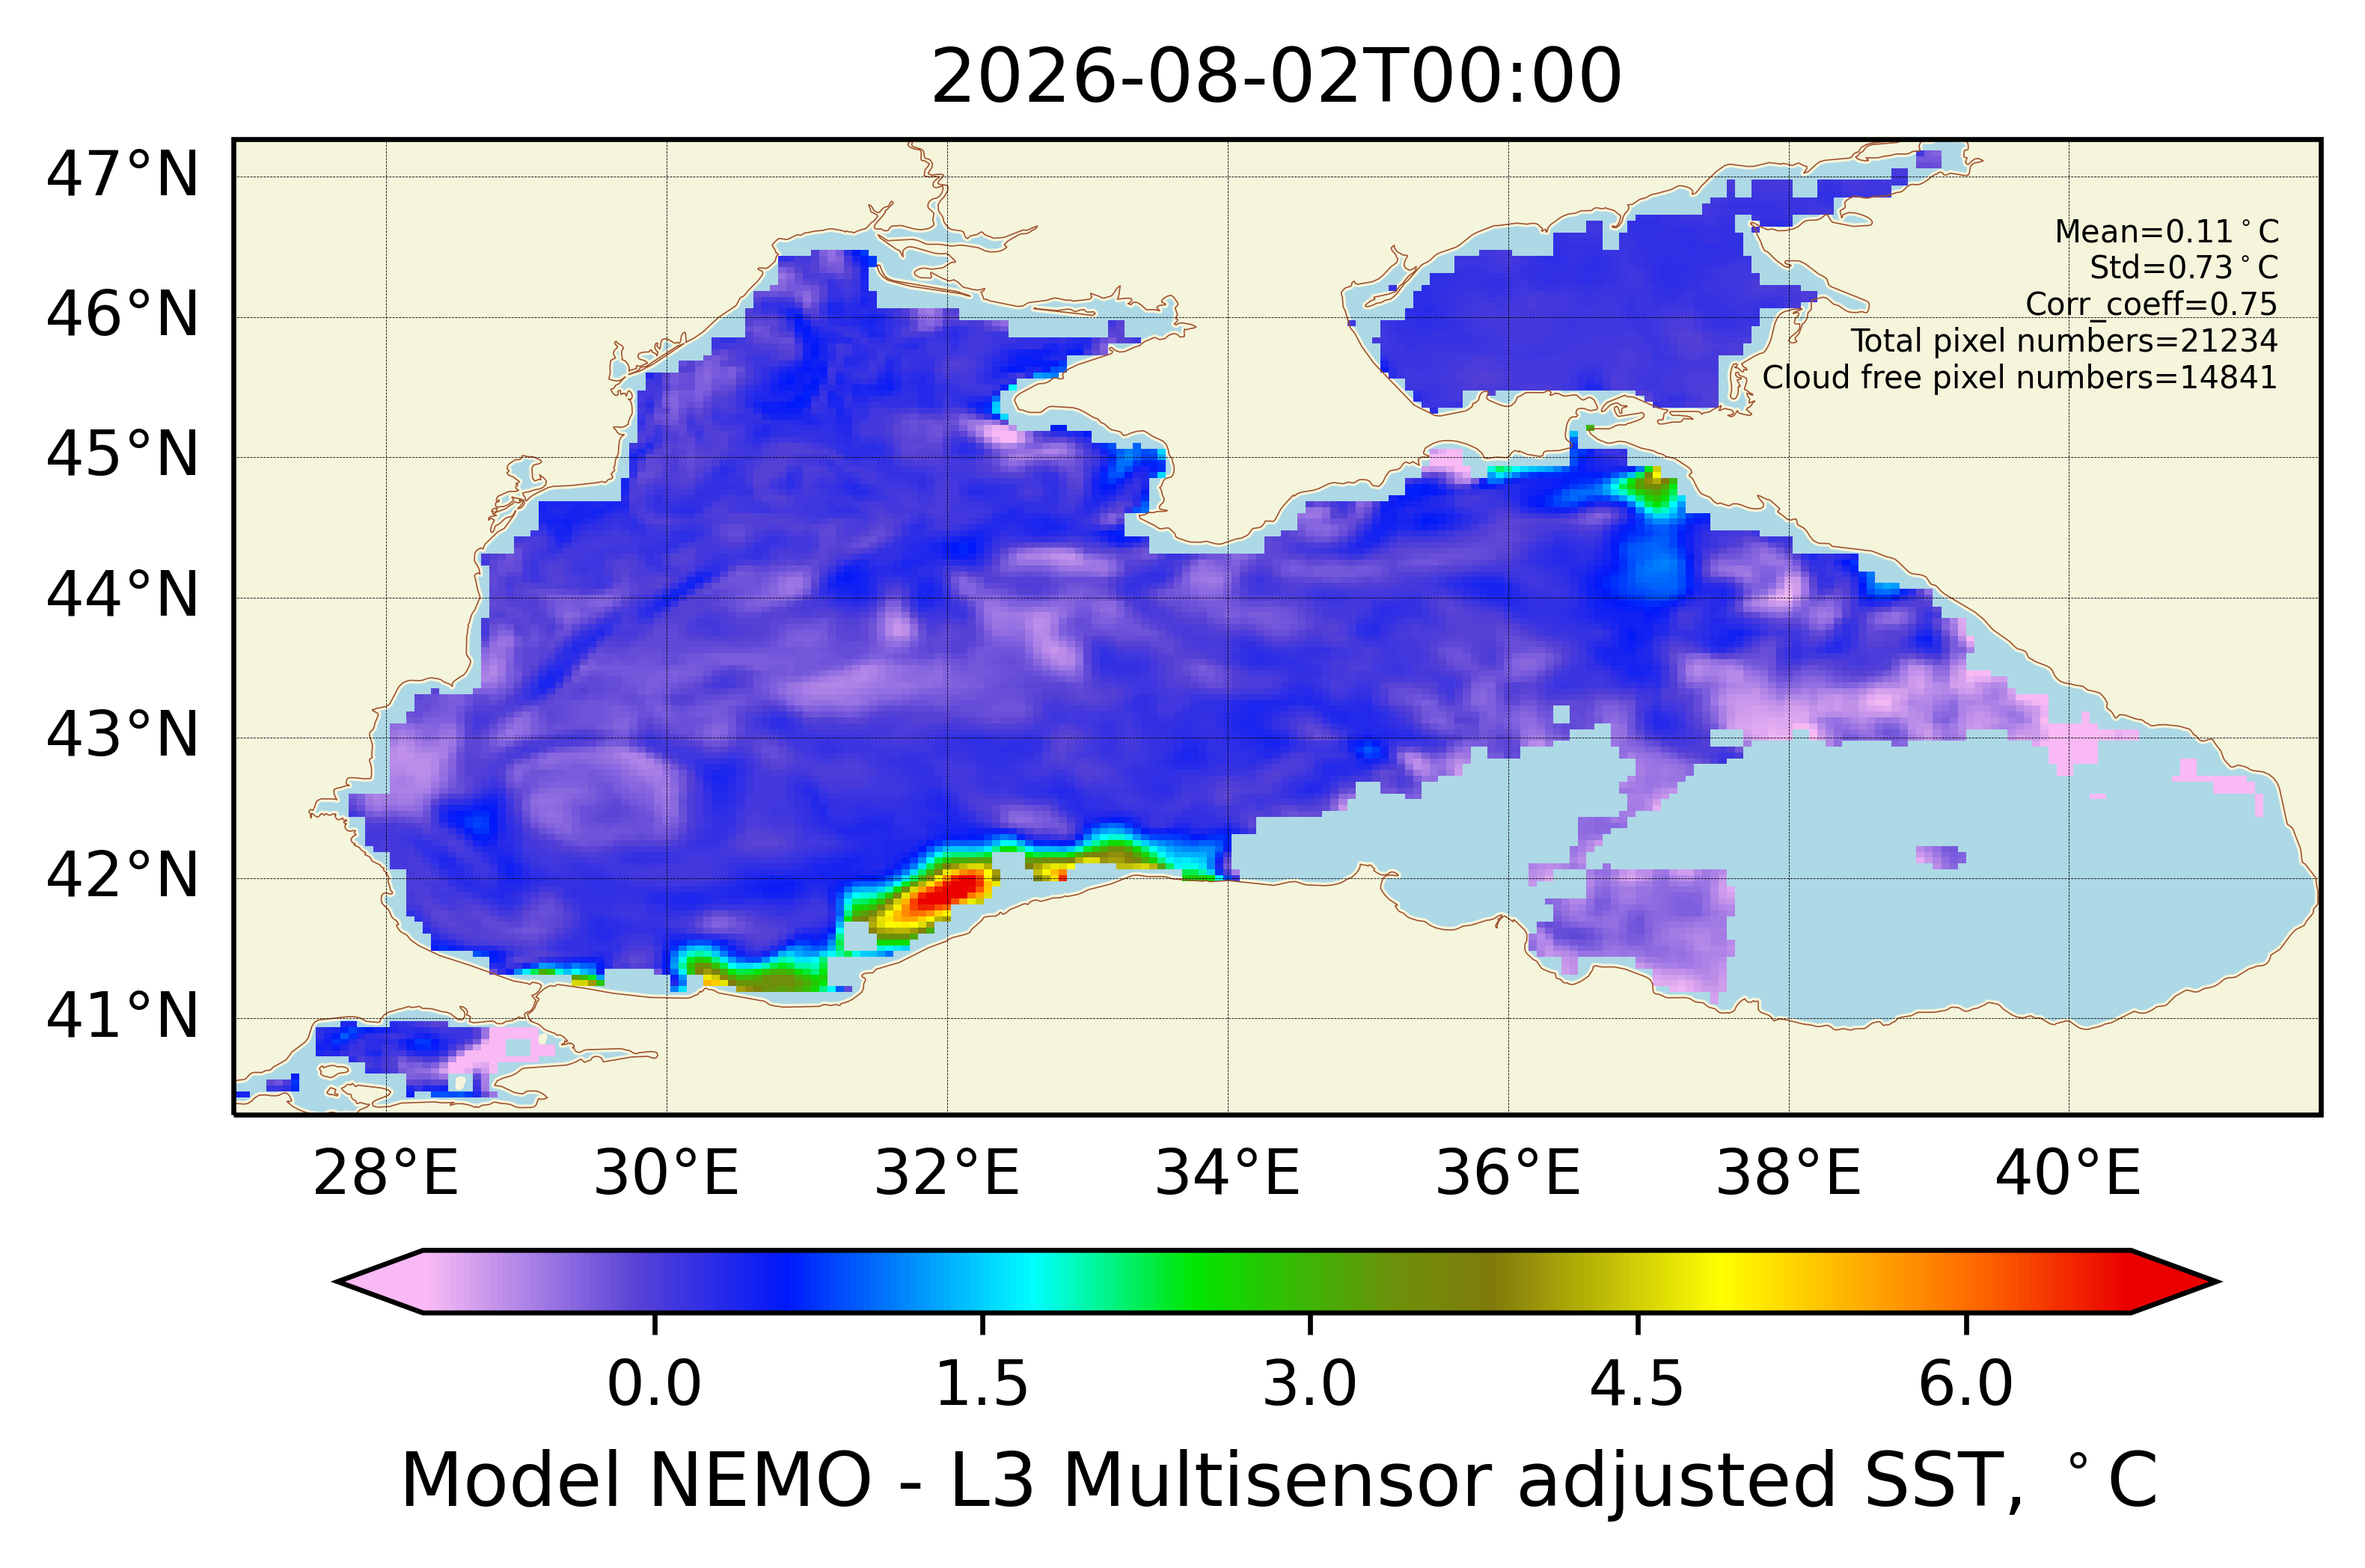 2026-08-02T00:00
47°N
46°N
45°N
44°N
43°N
42°N
41°N
Mean=0.11°C
Std=0.73°C
Corr_coeff=0.75
Total pixel numbers=21234
Cloud free pixel numbers=14841
28°E 30°E 32°E 34°E 36°E 38°E 40°E
0.0 1.5 3.0 4.5 6.0
Model NEMO - L3 Multisensor adjusted SST, °C